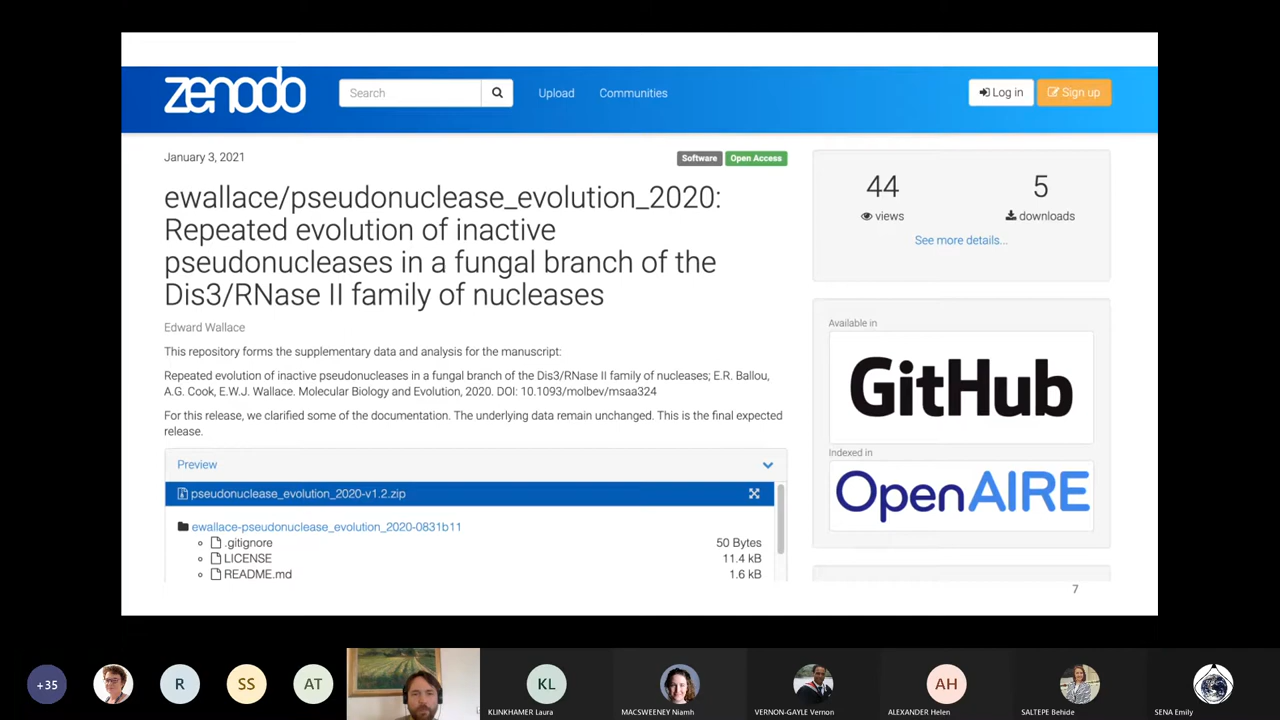 zenodo
Search
Upload
Communities
Log in
Sign up
January 3, 2021
Software
Open Access
ewallace/pseudonuclease_evolution_2020:
Repeated evolution of inactive
pseudonucleases in a fungal branch of the
Dis3/RNase II family of nucleases
Edward Wallace
This repository forms the supplementary data and analysis for the manuscript:
Repeated evolution of inactive pseudonucleases in a fungal branch of the Dis3/RNase II family of nucleases; E.R. Ballou,
A.G. Cook, E.W.J. Wallace. Molecular Biology and Evolution, 2020. DOI: 10.1093/molbev/msaa324
For this release, we clarified some of the documentation. The underlying data remain unchanged. This is the final expected
release.
Preview
pseudonuclease_evolution_2020-v1.2.zip
ewallace-pseudonuclease_evolution_2020-0831b11
.gitignore 50 Bytes
LICENSE 11.4 kB
README.md 1.6 kB
44 5
views downloads
See more details...
Available in
GitHub
Indexed in
OpenAIRE
7
+35
R
SS
AT
KL
KLINKHAMER Laura
MACSWEENEY Niamh
VERNON-GAYLE Vernon
AH
ALEXANDER Helen
SALTEPE Behide
SENA Emily